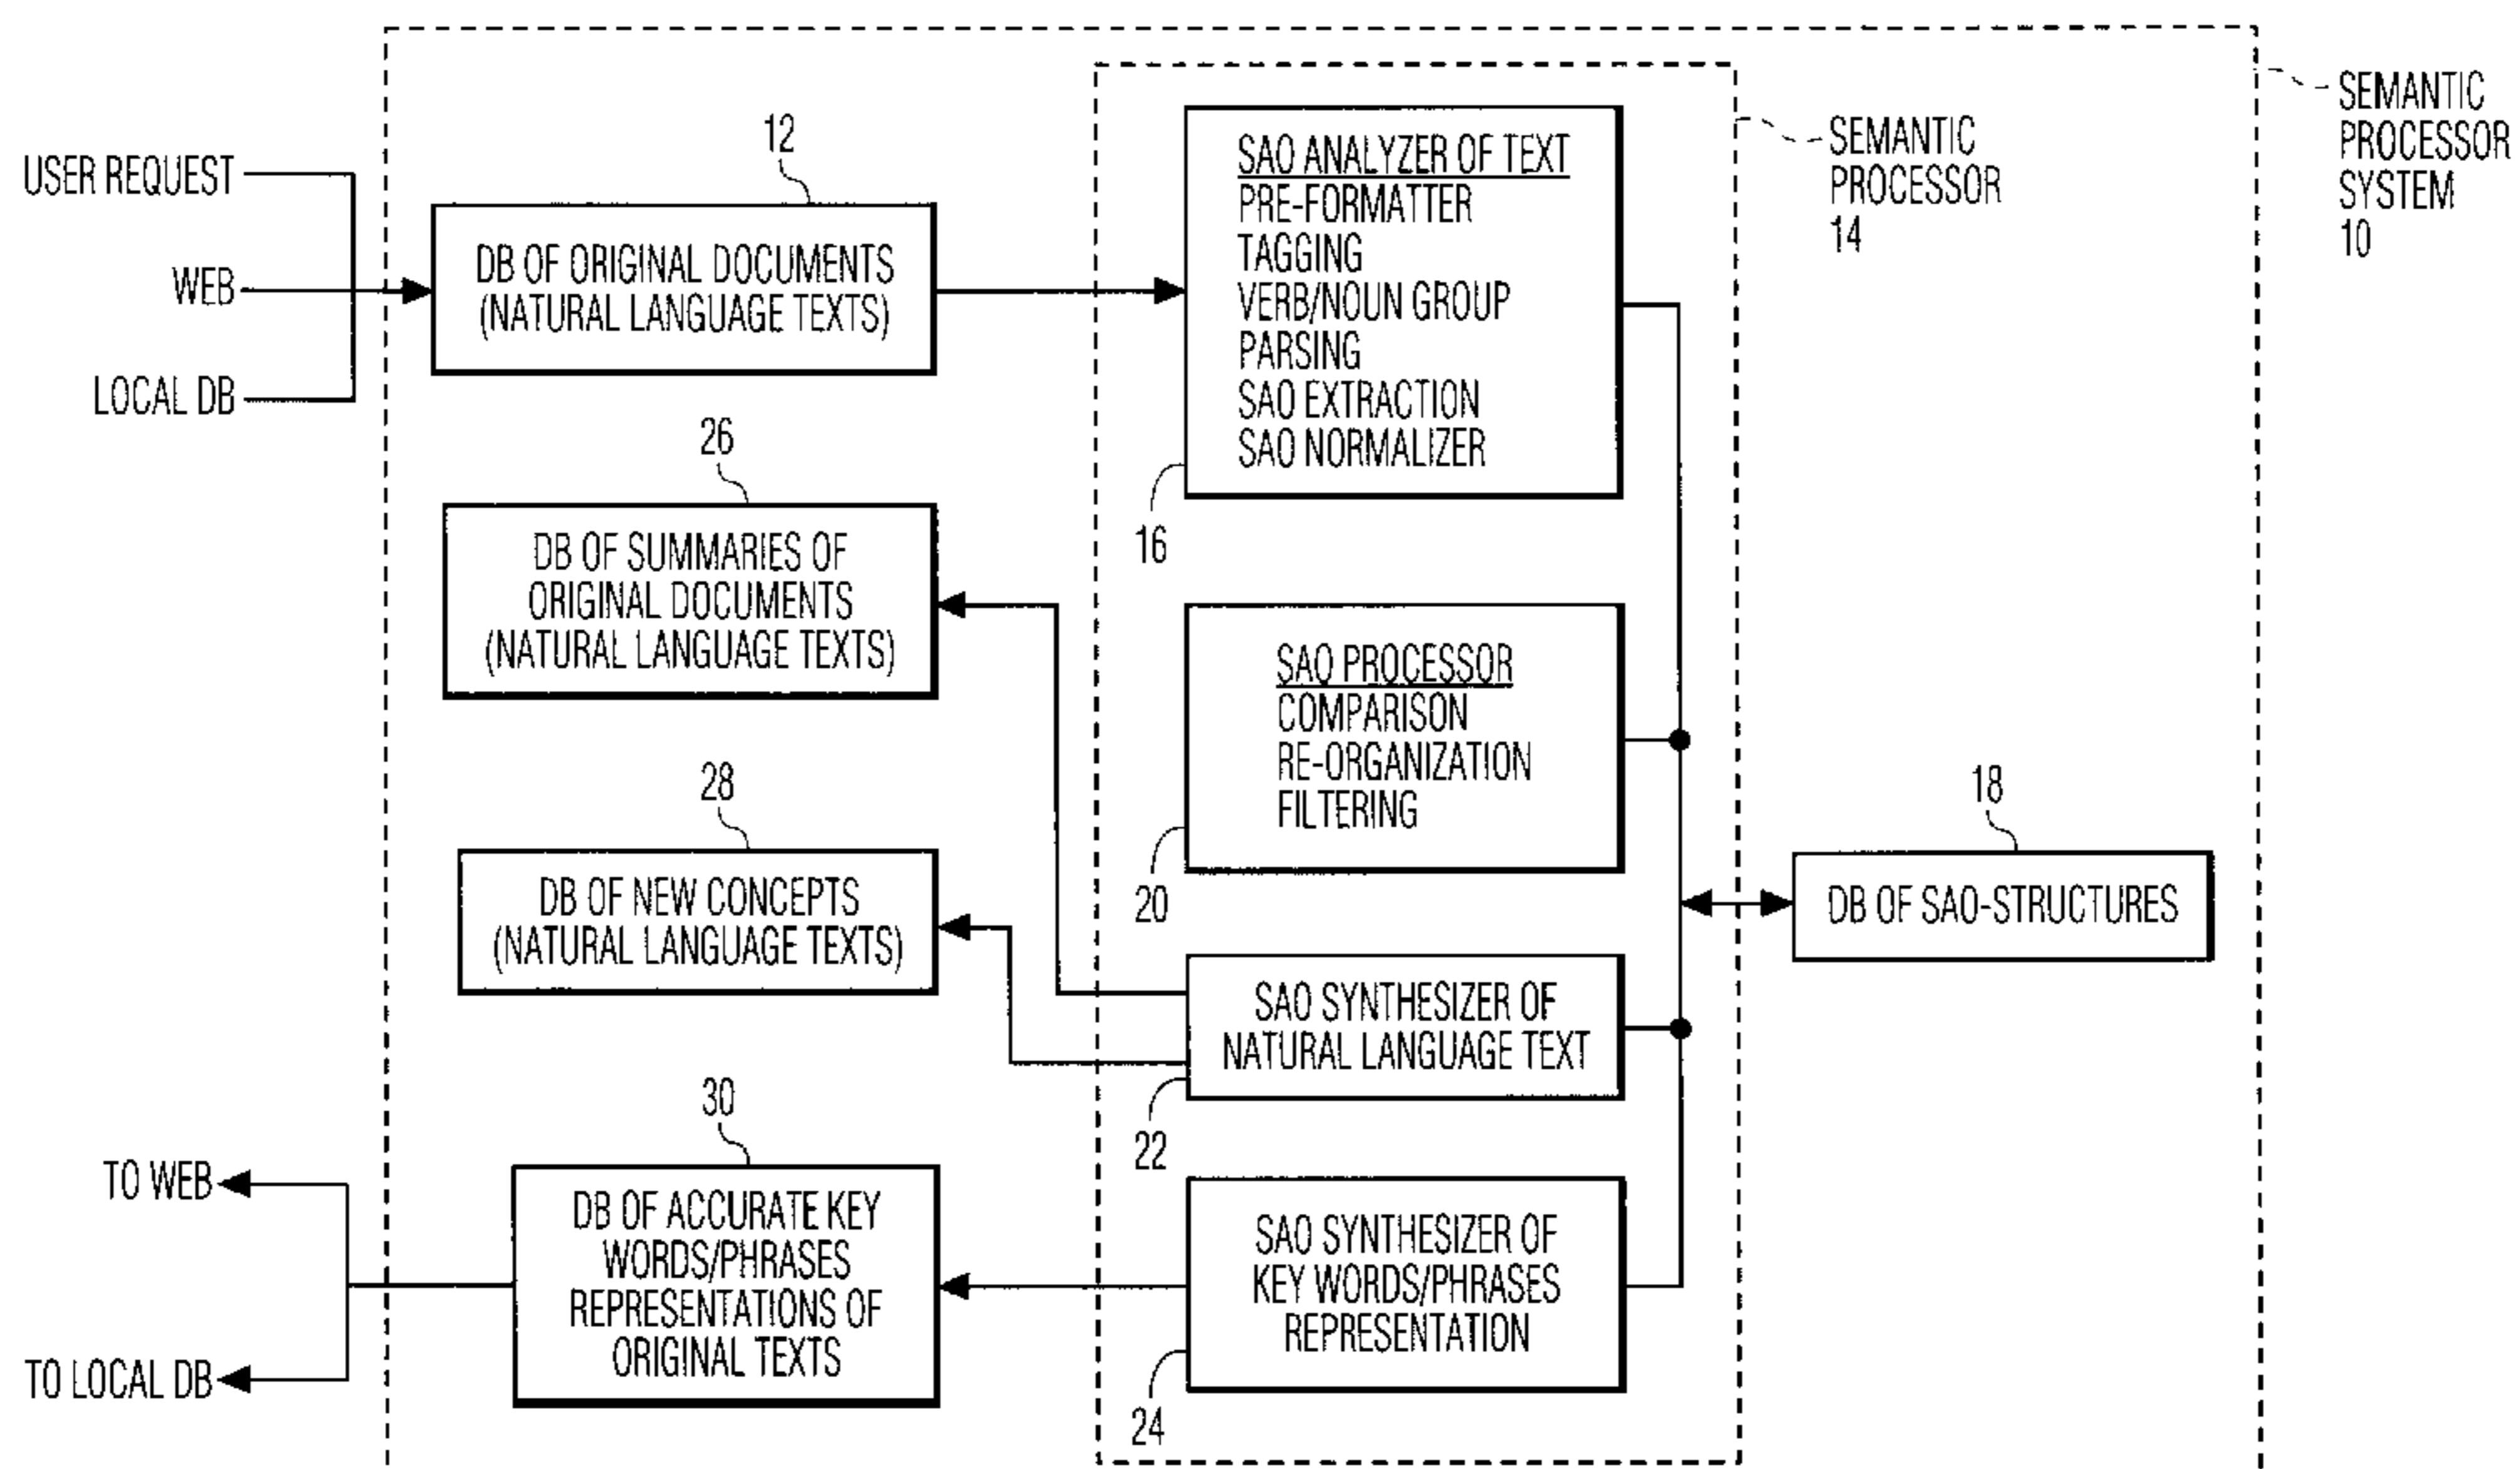 SEMANTIC
PROCESSOR
SYSTEM
10
SEMANTIC
PROCESSOR
14
USER REQUEST
WEB
LOCAL DB
12
DB OF ORIGINAL DOCUMENTS
(NATURAL LANGUAGE TEXTS)
SAO ANALYZER OF TEXT
PRE-FORMATTER
TAGGING
VERB/NOUN GROUP
PARSING
SAO EXTRACTION
SAO NORMALIZER
16
26
DB OF SUMMARIES OF
ORIGINAL DOCUMENTS
(NATURAL LANGUAGE TEXTS)
SAO PROCESSOR
COMPARISON
RE-ORGANIZATION
FILTERING
20
28
DB OF NEW CONCEPTS
(NATURAL LANGUAGE TEXTS)
18
DB OF SAO-STRUCTURES
SAO SYNTHESIZER OF
NATURAL LANGUAGE TEXT
22
30
DB OF ACCURATE KEY
WORDS/PHRASES
REPRESENTATIONS OF
ORIGINAL TEXTS
SAO SYNTHESIZER OF
KEY WORDS/PHRASES
REPRESENTATION
24
TO WEB
TO LOCAL DB